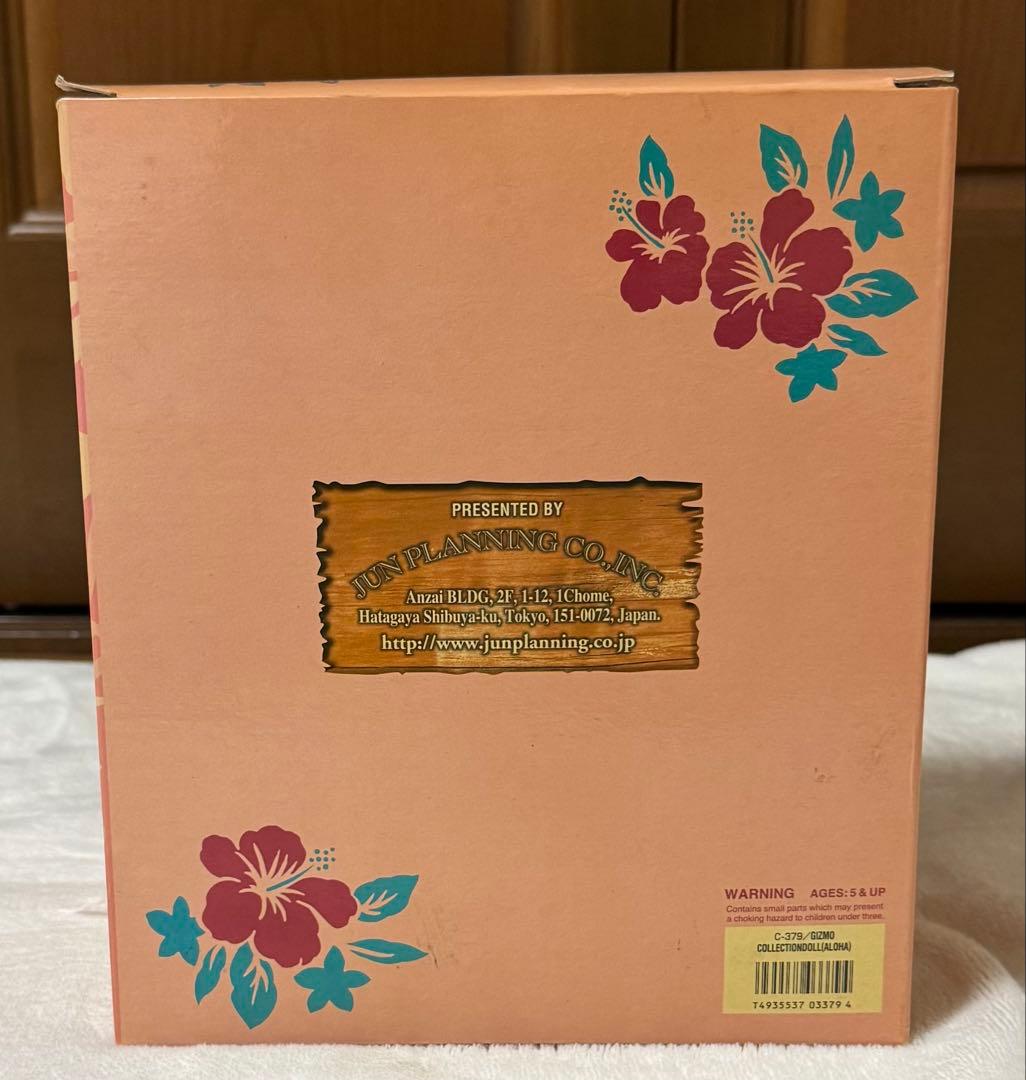 PRESENTED BY
JUN PLANNING CO.,INC.
Anzai BLDG, 2F, 1-12, 1Chome,
Hatagaya Shibuya-ku, Tokyo, 151-0072, Japan.
http://www.junplanning.co.jp
WARNING AGES: 5 & UP
Contains small parts which may present
a choking hazard to children under three.
C-379/GIZMO
COLLECTIONDOLL(ALOHA)
T4935537 03379 4